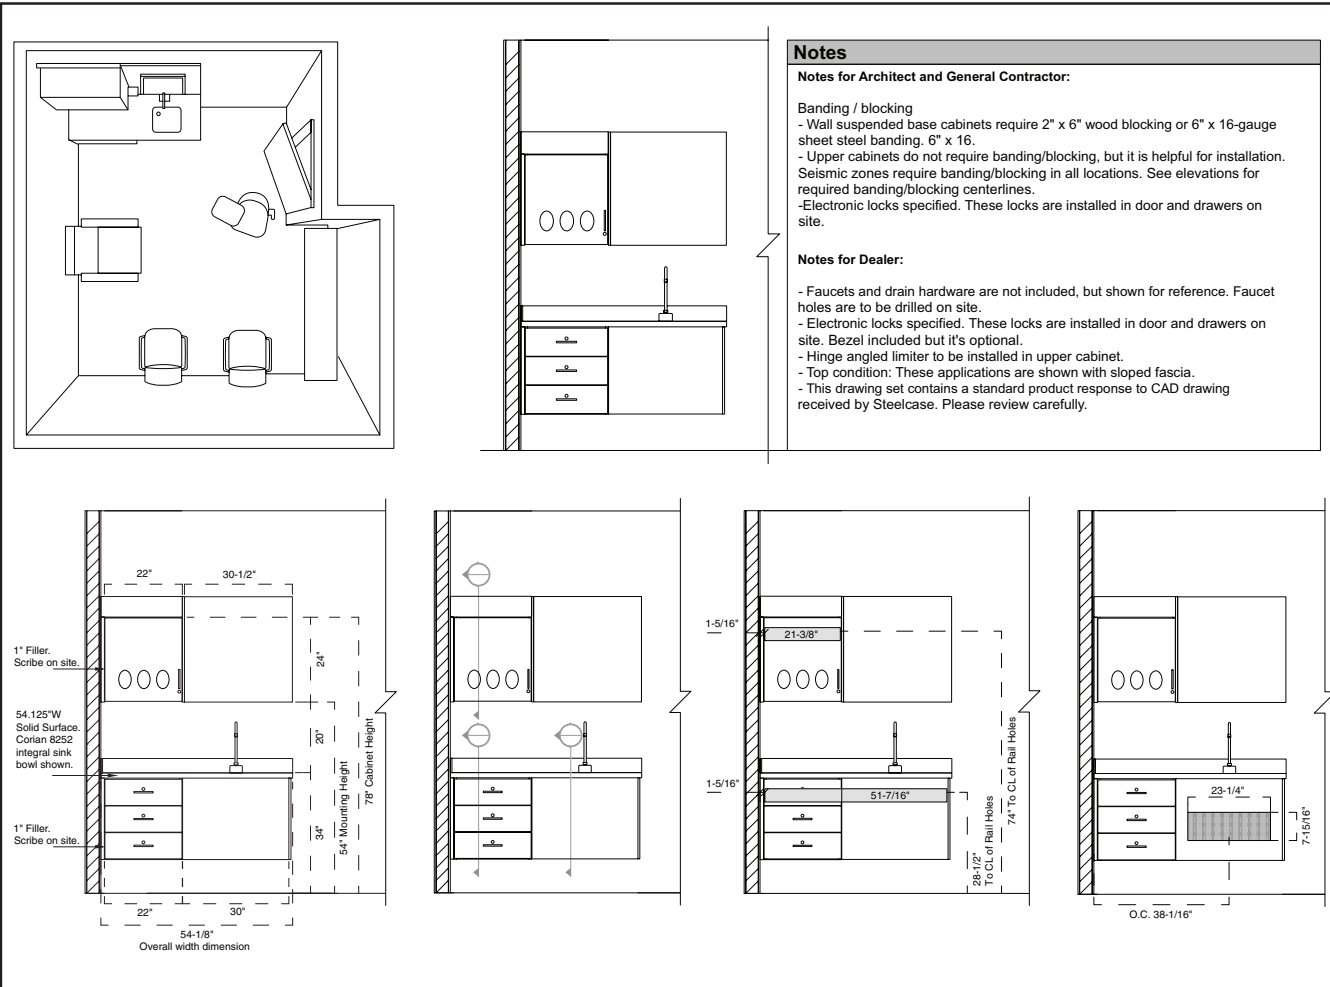 Notes
Notes for Architect and General Contractor:
Banding / blocking
- Wall suspended base cabinets require 2" x 6" wood blocking or 6" x 16-gauge
sheet steel banding. 6" x 16.
- Upper cabinets do not require banding/blocking, but it is helpful for installation.
Seismic zones require banding/blocking in all locations. See elevations for
required banding/blocking centerlines.
-Electronic locks specified. These locks are installed in door and drawers on
site.
Notes for Dealer:
- Faucets and drain hardware are not included, but shown for reference. Faucet
holes are to be drilled on site.
- Electronic locks specified. These locks are installed in door and drawers on
site. Bezel included but it's optional.
- Hinge angled limiter to be installed in upper cabinet.
- Top condition: These applications are shown with sloped fascia.
- This drawing set contains a standard product response to CAD drawing
received by Steelcase. Please review carefully.
22"
30-1/2"
1" Filler.
Scribe on site.
24"
54.125"W
Solid Surface.
Corian 8252
integral sink
bowl shown.
20"
78" Cabinet Height
54" Mounting Height
34"
1" Filler.
Scribe on site.
22"
30"
54-1/8"
Overall width dimension
1-5/16"
21-3/8"
74" To CL of Rail Holes
1-5/16"
51-7/16"
28-1/2"
To CL of Rail Holes
23-1/4"
7-15/16"
O.C. 38-1/16"